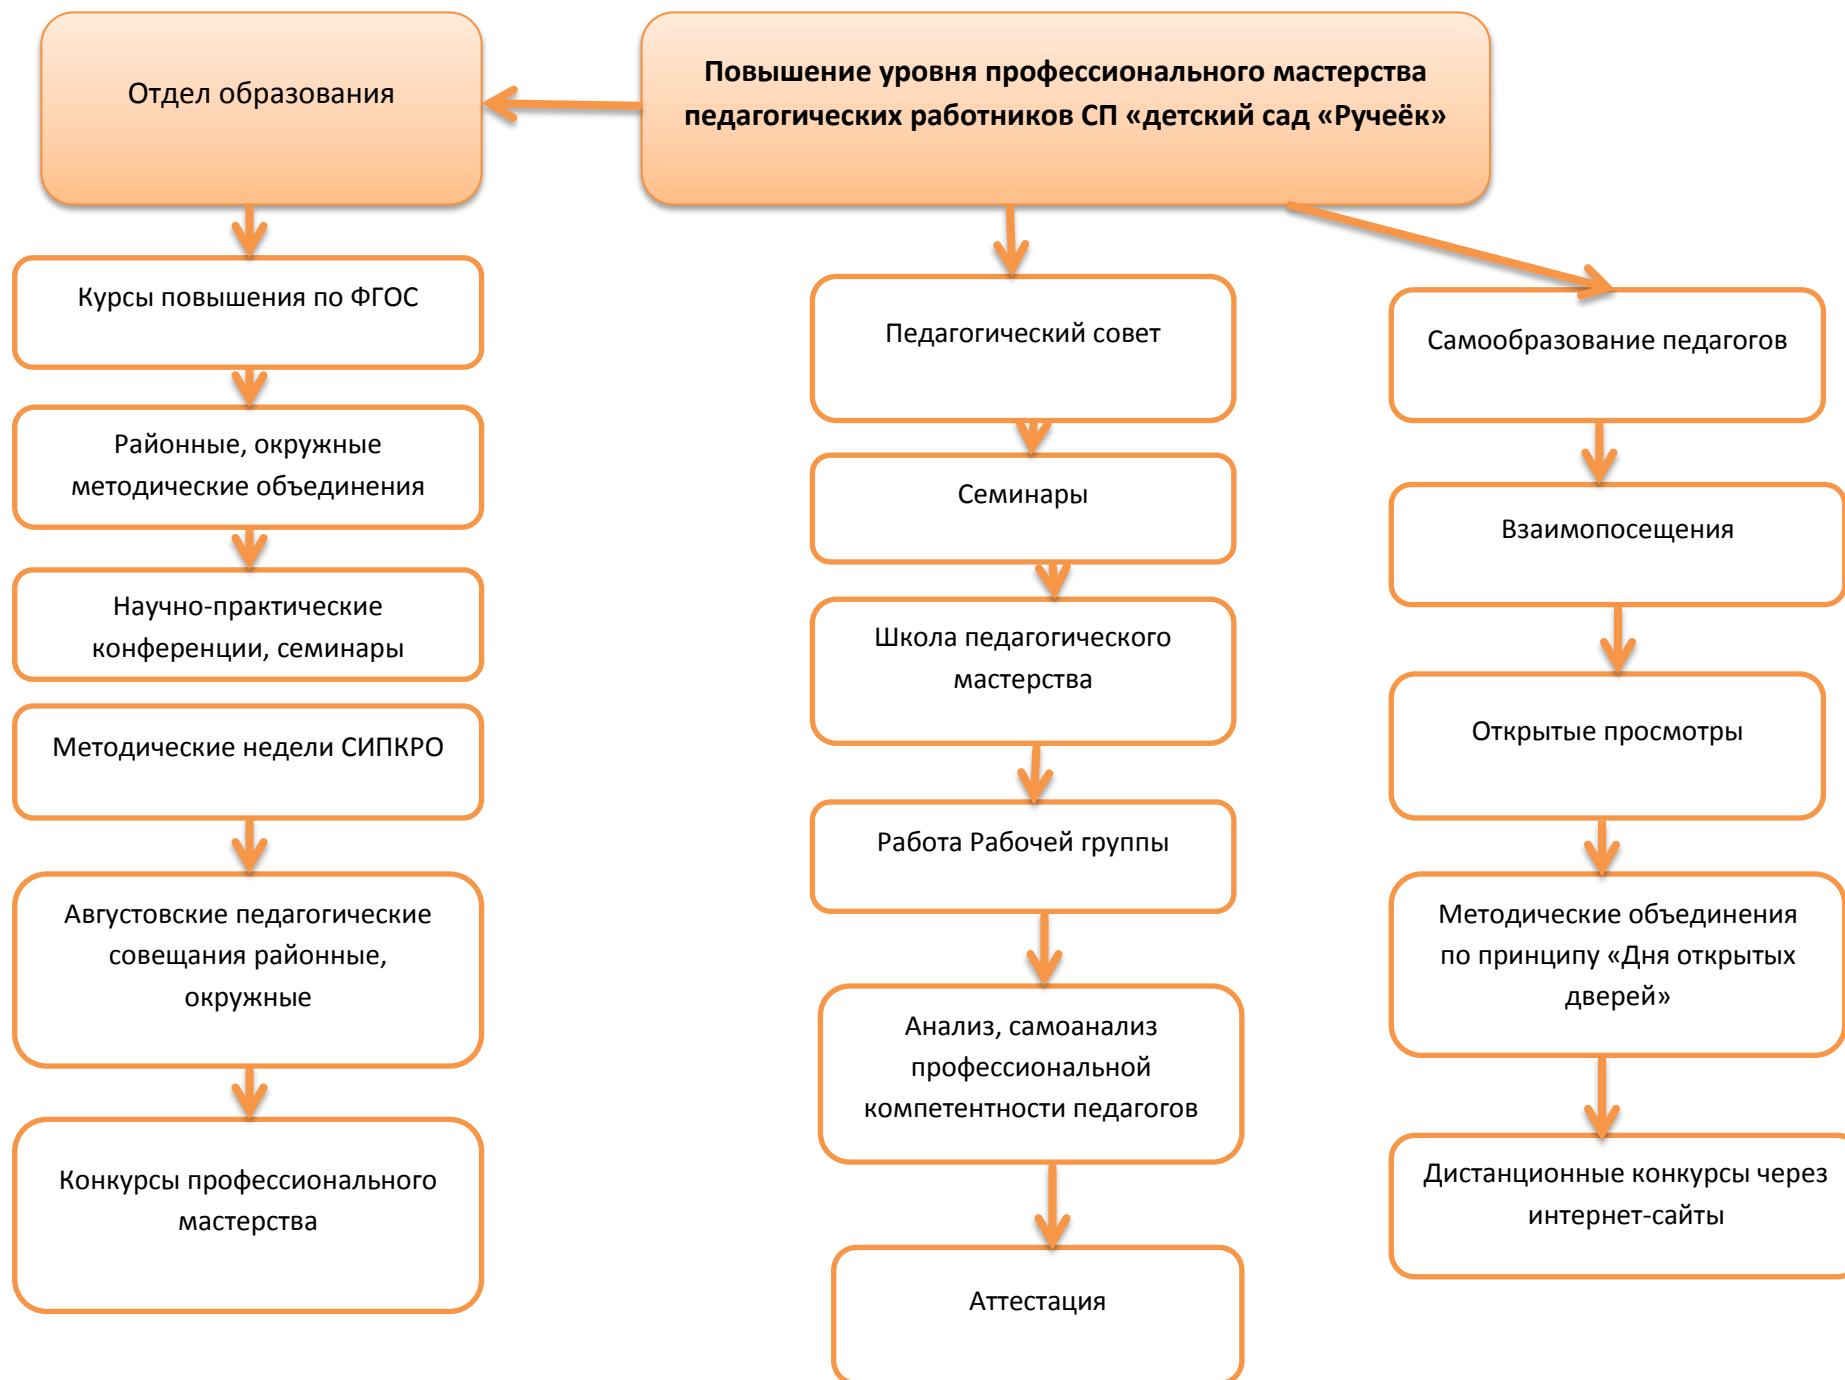 Отдел образования
Повышение уровня профессионального мастерства
педагогических работников СП «детский сад «Ручеёк»
Курсы повышения по ФГОС
Районные, окружные
методические объединения
Научно-практические
конференции, семинары
Методические недели СИПКРО
Августовские педагогические
совещания районные,
окружные
Конкурсы профессионального
мастерства
Педагогический совет
Семинары
Школа педагогического
мастерства
Работа Рабочей группы
Анализ, самоанализ
профессиональной
компетентности педагогов
Аттестация
Самообразование педагогов
Взаимопосещения
Открытые просмотры
Методические объединения
по принципу «Дня открытых
дверей»
Дистанционные конкурсы через
интернет-сайты